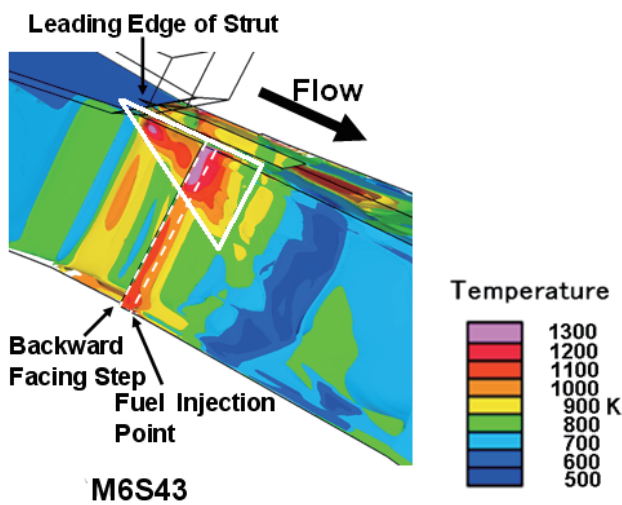 Leading Edge of Strut
Flow
Temperature
1300
1200
1100
1000
900 K
800
700
600
500
Backward
Facing Step
Fuel Injection
Point
M6S43